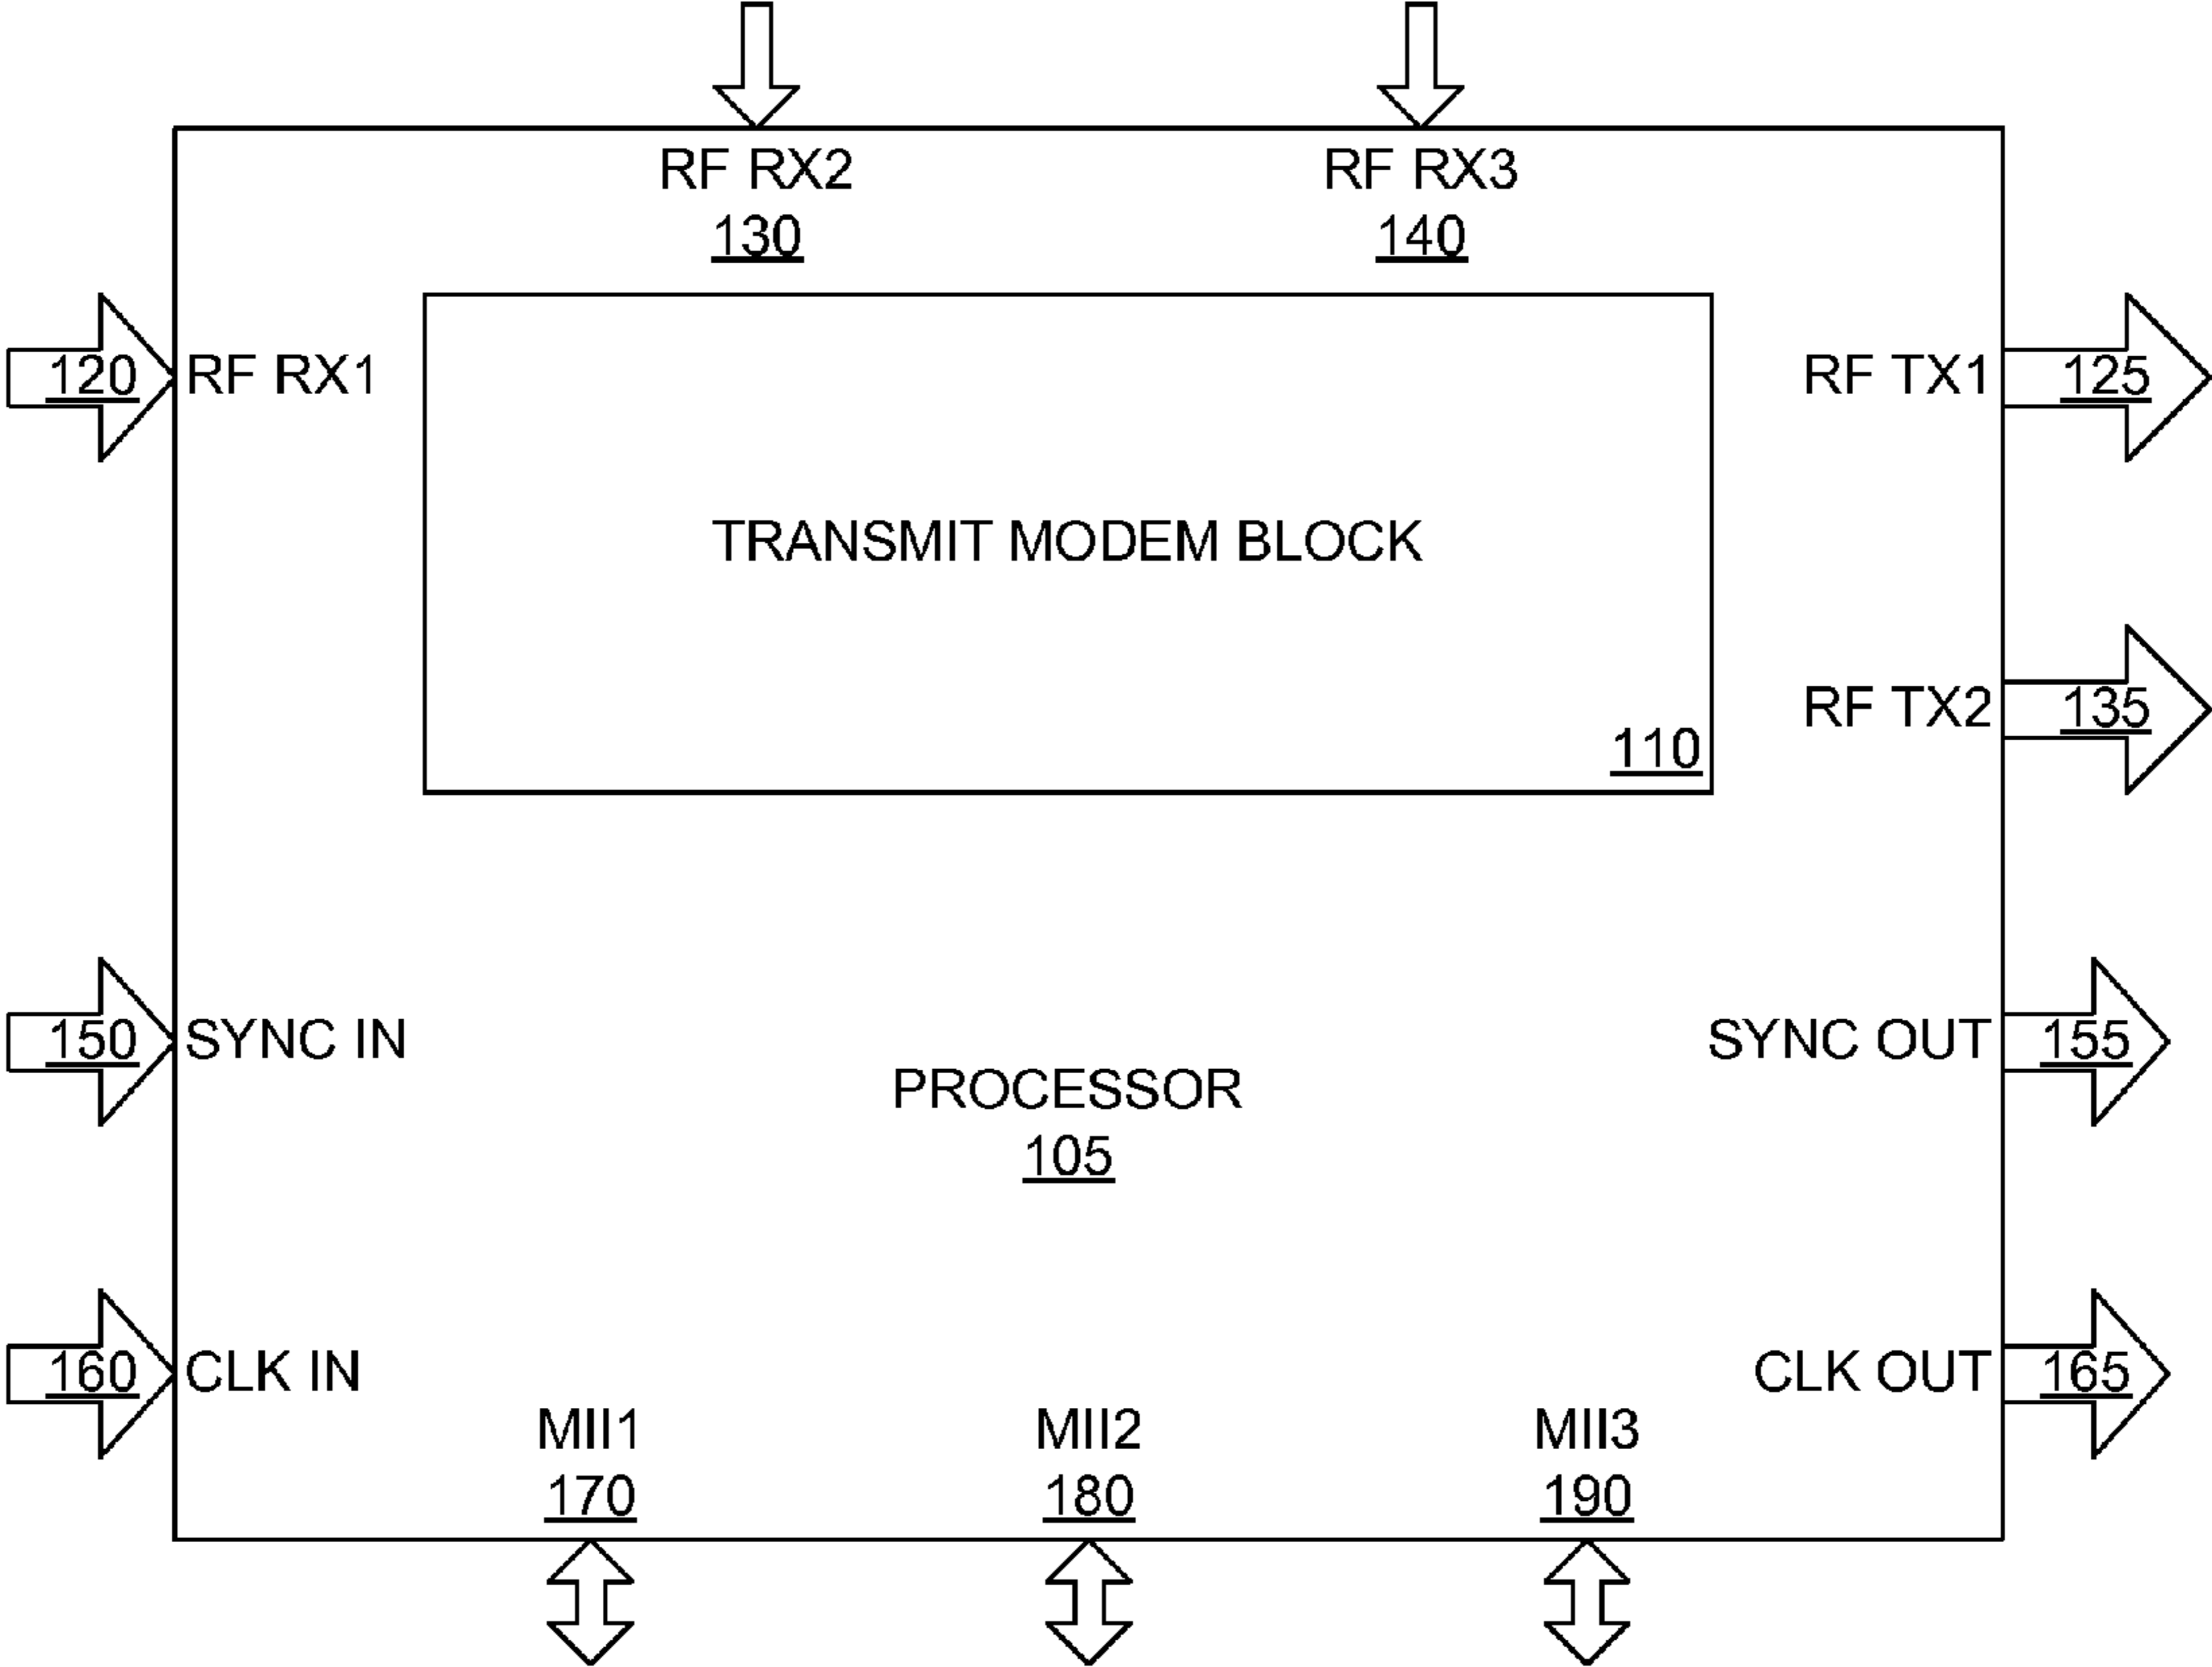 RF RX2
130
RF RX3
140
120
RF RX1
RF TX1
125
TRANSMIT MODEM BLOCK
RF TX2
135
110
150
SYNC IN
SYNC OUT
155
PROCESSOR
105
160
CLK IN
CLK OUT
165
MII1
170
MII2
180
MII3
190